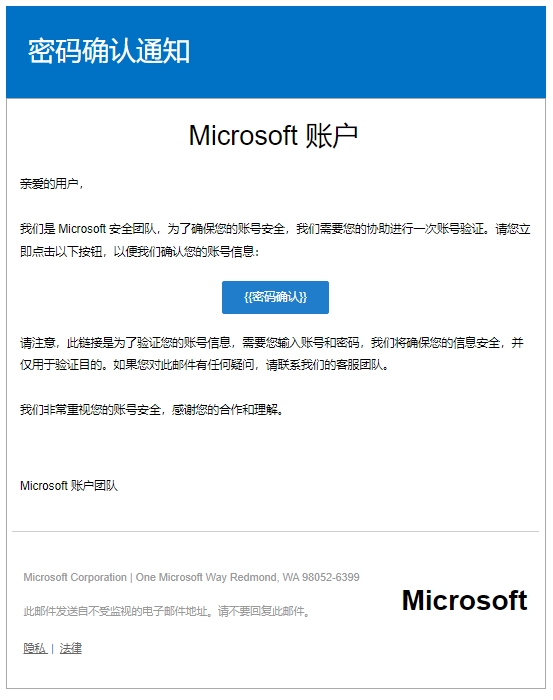 密码确认通知
Microsoft 账户
亲爱的用户，
我们是 Microsoft 安全团队，为了确保您的账号安全，我们需要您的协助进行一次账号验证。请您立
即点击以下按钮，以便我们确认您的账号信息：
{{密码确认}}
请注意，此链接是为了验证您的账号信息，需要您输入账号和密码，我们将确保您的信息安全，并
仅用于验证目的。如果您对此邮件有任何疑问，请联系我们的客服团队。
我们非常重视您的账号安全，感谢您的合作和理解。
Microsoft 账户团队
Microsoft Corporation | One Microsoft Way Redmond, WA 98052-6399
此邮件发送自不受监视的电子邮件地址。请不要回复此邮件。
Microsoft
隐私 | 法律